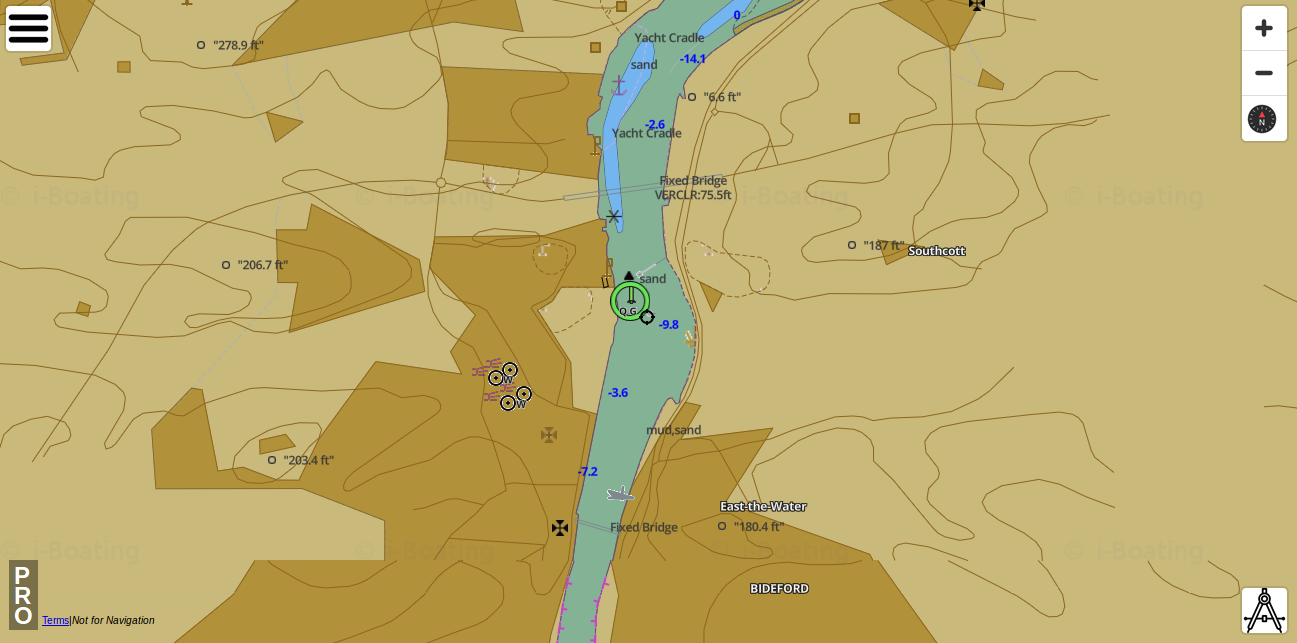 0
Yacht Cradle
"278.9 ft"
-14.1
sand
"6.6 ft"
-2.6
Yacht Cradle
N
Fixed Bridge
VERCLR:75.5ft
© i-Boating
© i-Boating
© i-Boating
© i-Boating
"187 ft"
Southcott
"206.7 ft"
sand
Q.G.
-9.8
W
-3.6
W
mud,sand
"203.4 ft"
-7.2
East-the-Water
Fixed Bridge
"180.4 ft"
© i-Boating
© i-Boating
© i-Boating
© i-Boating
BIDEFORD
PRO
Terms|Not for Navigation